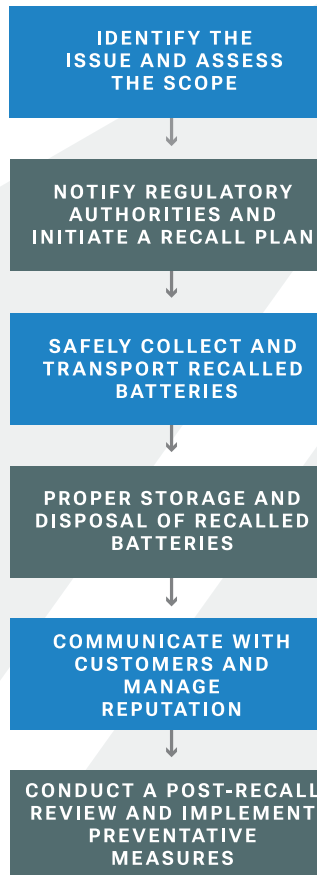 IDENTIFY THE
ISSUE AND ASSESS
THE SCOPE
NOTIFY REGULATORY
AUTHORITIES AND
INITIATE A RECALL PLAN
SAFELY COLLECT AND
TRANSPORT RECALLED
BATTERIES
PROPER STORAGE AND
DISPOSAL OF RECALLED
BATTERIES
COMMUNICATE WITH
CUSTOMERS AND
MANAGE
REPUTATION
CONDUCT A POST-RECALL
REVIEW AND IMPLEMENT
PREVENTATIVE
MEASURES